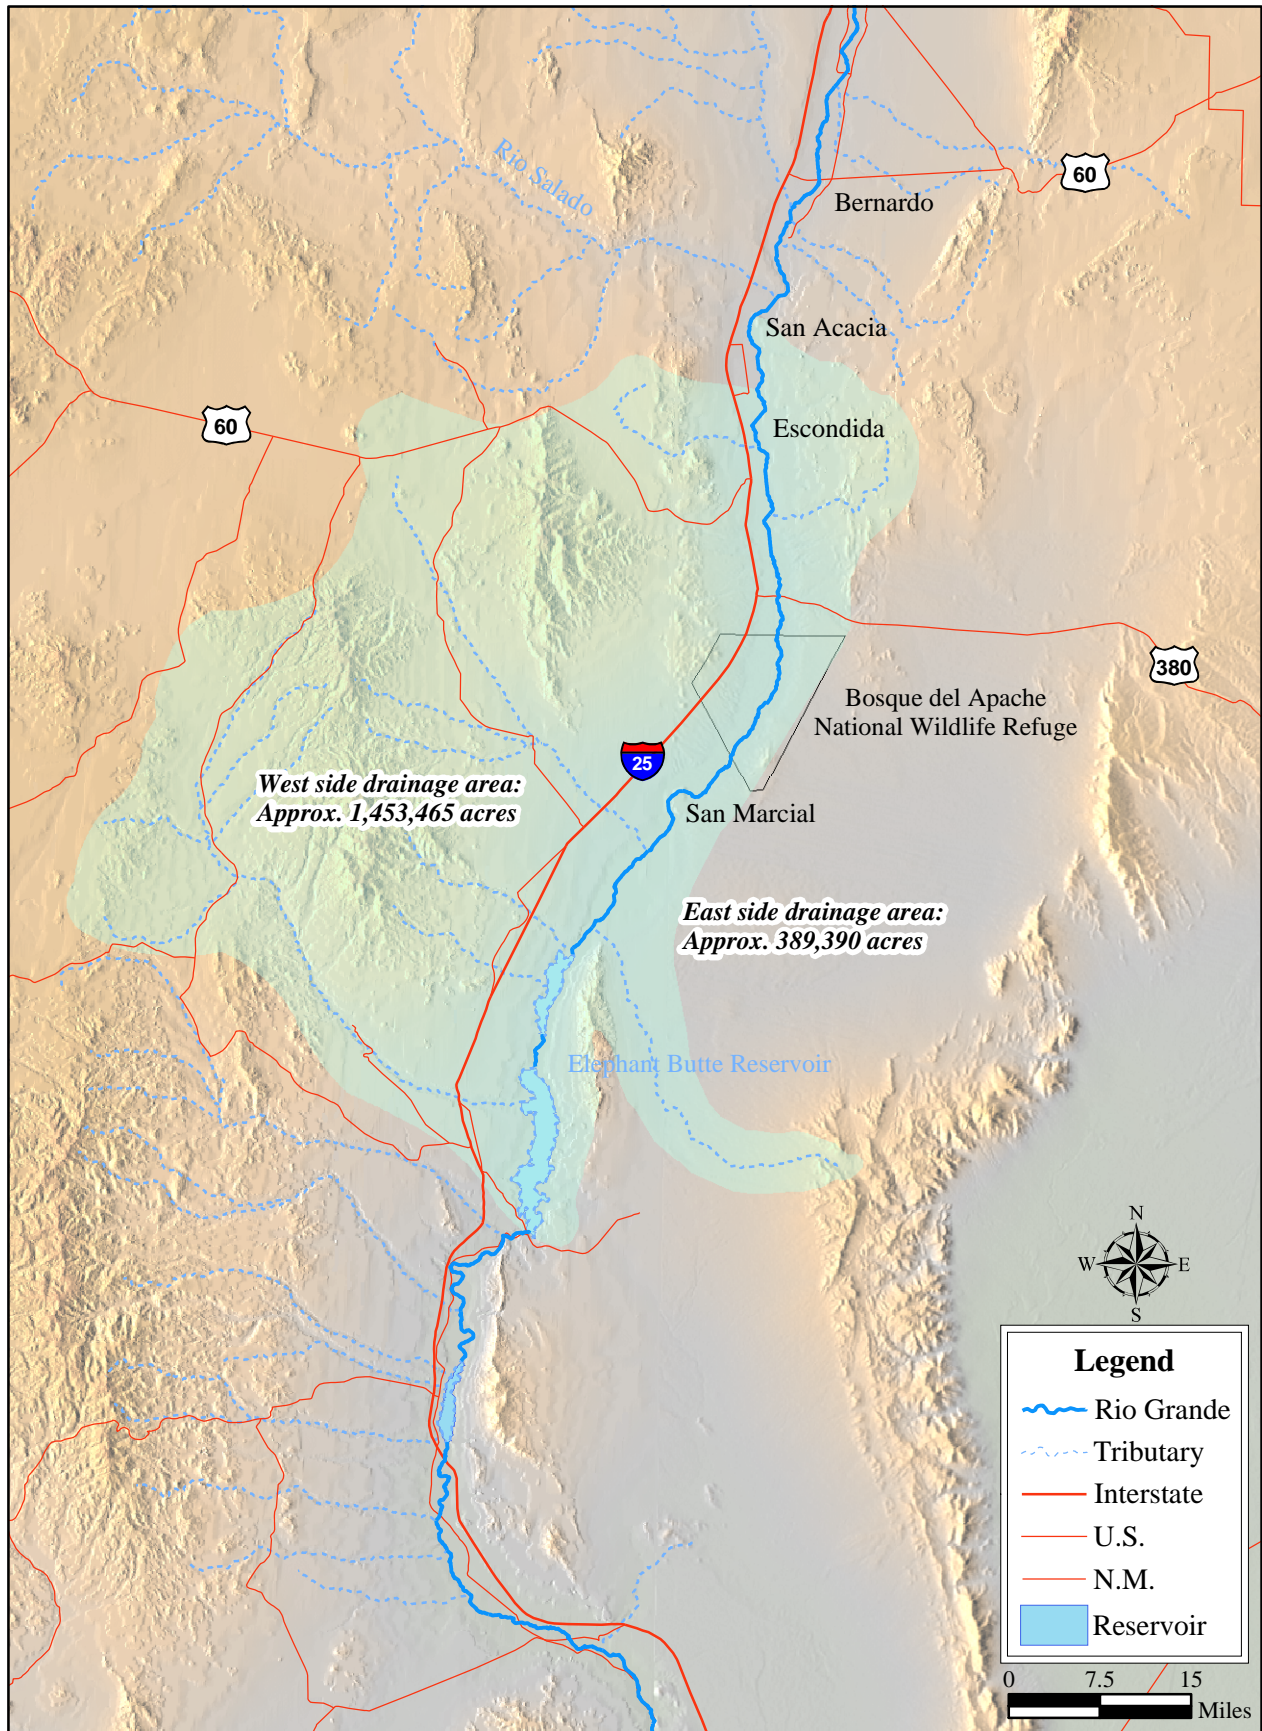 Rio Salado
60
Bernardo
San Acacia
60
Escondida
380
Bosque del Apache
National Wildlife Refuge
25
West side drainage area:
Approx. 1,453,465 acres
San Marcial
East side drainage area:
Approx. 389,390 acres
Elephant Butte Reservoir
N
W
E
S
Legend
Rio Grande
Tributary
Interstate
U.S.
N.M.
Reservoir
0 7.5 15
Miles